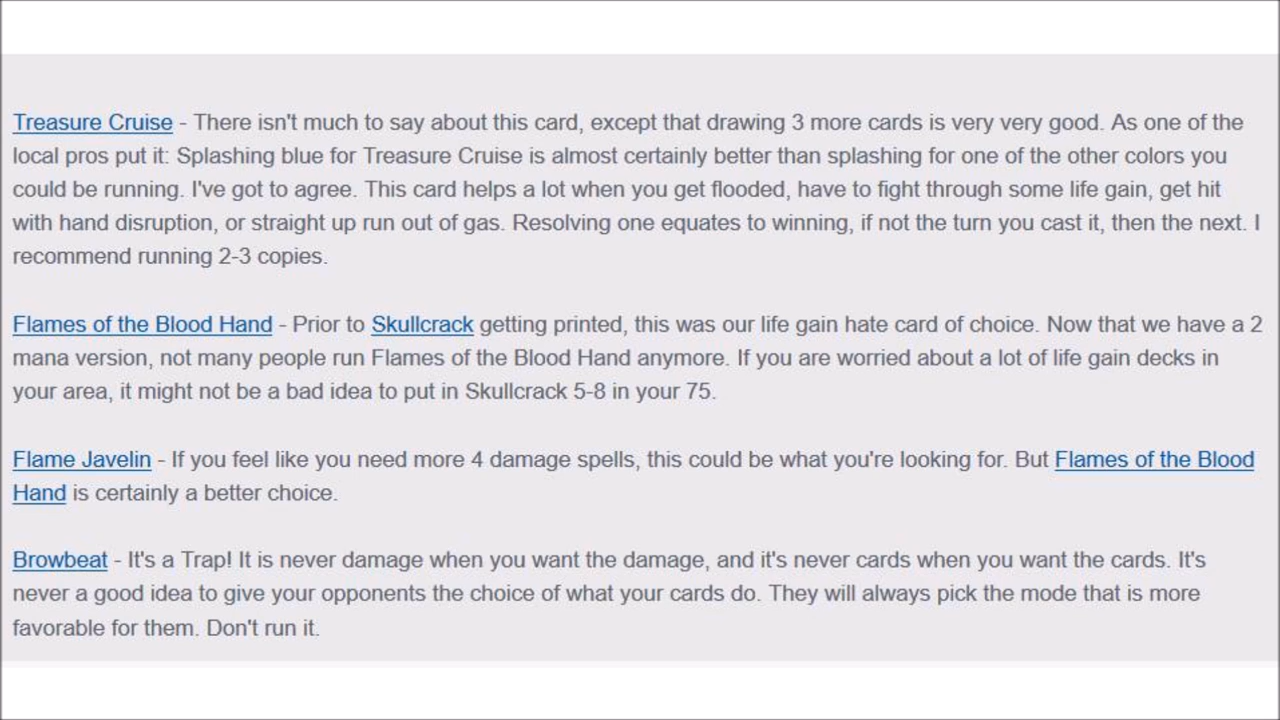 Treasure Cruise - There isn't much to say about this card, except that drawing 3 more cards is very very good. As one of the
local pros put it: Splashing blue for Treasure Cruise is almost certainly better than splashing for one of the other colors you
could be running. I've got to agree. This card helps a lot when you get flooded, have to fight through some life gain, get hit
with hand disruption, or straight up run out of gas. Resolving one equates to winning, if not the turn you cast it, then the next. I
recommend running 2-3 copies.
Flames of the Blood Hand - Prior to Skullcrack getting printed, this was our life gain hate card of choice. Now that we have a 2
mana version, not many people run Flames of the Blood Hand anymore. If you are worried about a lot of life gain decks in
your area, it might not be a bad idea to put in Skullcrack 5-8 in your 75.
Flame Javelin - If you feel like you need more 4 damage spells, this could be what you're looking for. But Flames of the Blood
Hand is certainly a better choice.
Browbeat - It's a Trap! It is never damage when you want the damage, and it's never cards when you want the cards. It's
never a good idea to give your opponents the choice of what your cards do. They will always pick the mode that is more
favorable for them. Don't run it.